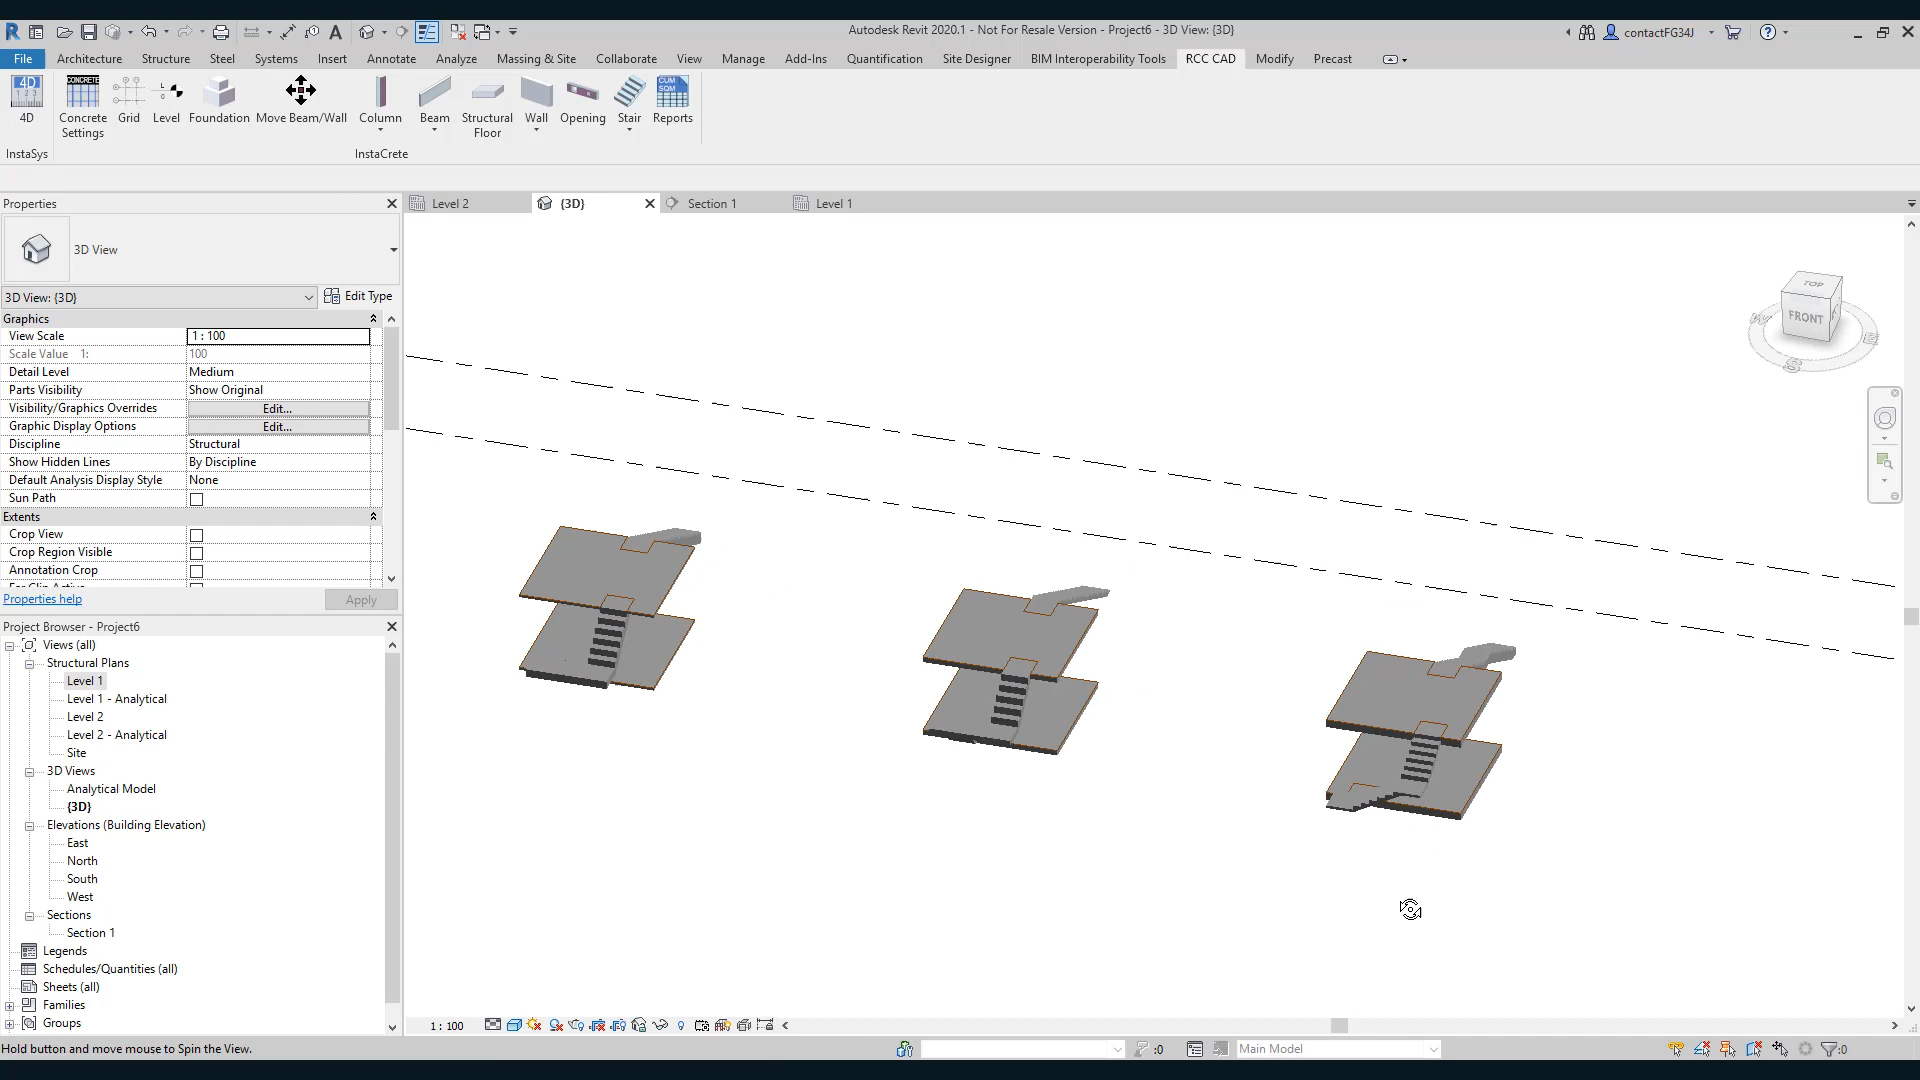 Autodesk Revit 2020.1 - Not For Resale Version - Project6 - 3D View: {3D}
contactFG34J
File Architecture Structure Steel Systems Insert Annotate Analyze Massing & Site Collaborate View Manage Add-Ins Quantification Site Designer BIM Interoperability Tools RCC CAD Modify Precast
4D
1 2 3
CONCRETE
CUM
SQM
4D Concrete Settings Grid Level Foundation Move Beam/Wall Column Beam Structural Floor Wall Opening Stair Reports
InstaSys InstaCrete
Properties
Level 2 {3D} Section 1 Level 1
3D View
3D View: {3D} Edit Type
Graphics
View Scale 1 : 100
Scale Value 1: 100
Detail Level Medium
Parts Visibility Show Original
Visibility/Graphics Overrides Edit...
Graphic Display Options Edit...
Discipline Structural
Show Hidden Lines By Discipline
Default Analysis Display Style None
Sun Path
Extents
Crop View
Crop Region Visible
Annotation Crop
Properties help Apply
Project Browser - Project6
Views (all)
Structural Plans
Level 1
Level 1 - Analytical
Level 2
Level 2 - Analytical
Site
3D Views
Analytical Model
{3D}
Elevations (Building Elevation)
East
North
South
West
Sections
Section 1
Legends
Schedules/Quantities (all)
Sheets (all)
Families
Groups
TOP
FRONT
W
E
S
1 : 100
Hold button and move mouse to Spin the View.
:0
Main Model
:0